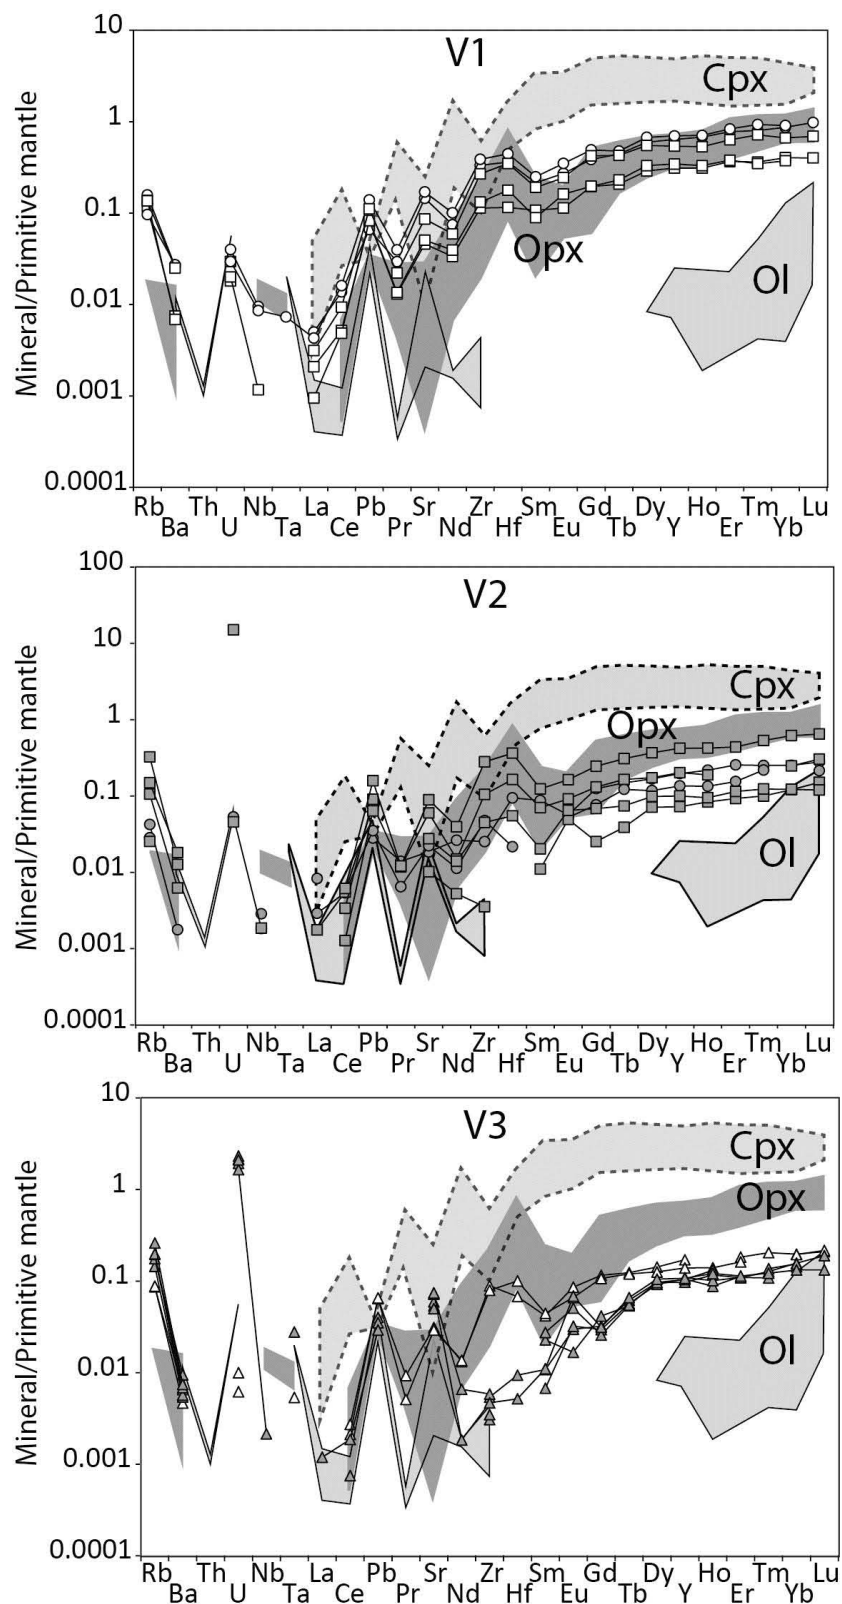 10
V1
Cpx
1
Mineral/Primitive mantle
0.1
Opx
Ol
0.01
0.001
0.0001
Rb Th Nb La Pb Sr Zr Sm Gd Dy Ho Tm Lu
Ba U Ta Ce Pr Nd Hf Eu Tb Y Er Yb
100
V2
10
Cpx
Opx
1
Mineral/Primitive mantle
0.1
Ol
0.01
0.001
0.0001
Rb Th Nb La Pb Sr Zr Sm Gd Dy Ho Tm Lu
Ba U Ta Ce Pr Nd Hf Eu Tb Y Er Yb
10
V3
Cpx
1
Opx
Mineral/Primitive mantle
0.1
Ol
0.01
0.001
0.0001
Rb Th Nb La Pb Sr Zr Sm Gd Dy Ho Tm Lu
Ba U Ta Ce Pr Nd Hf Eu Tb Y Er Yb